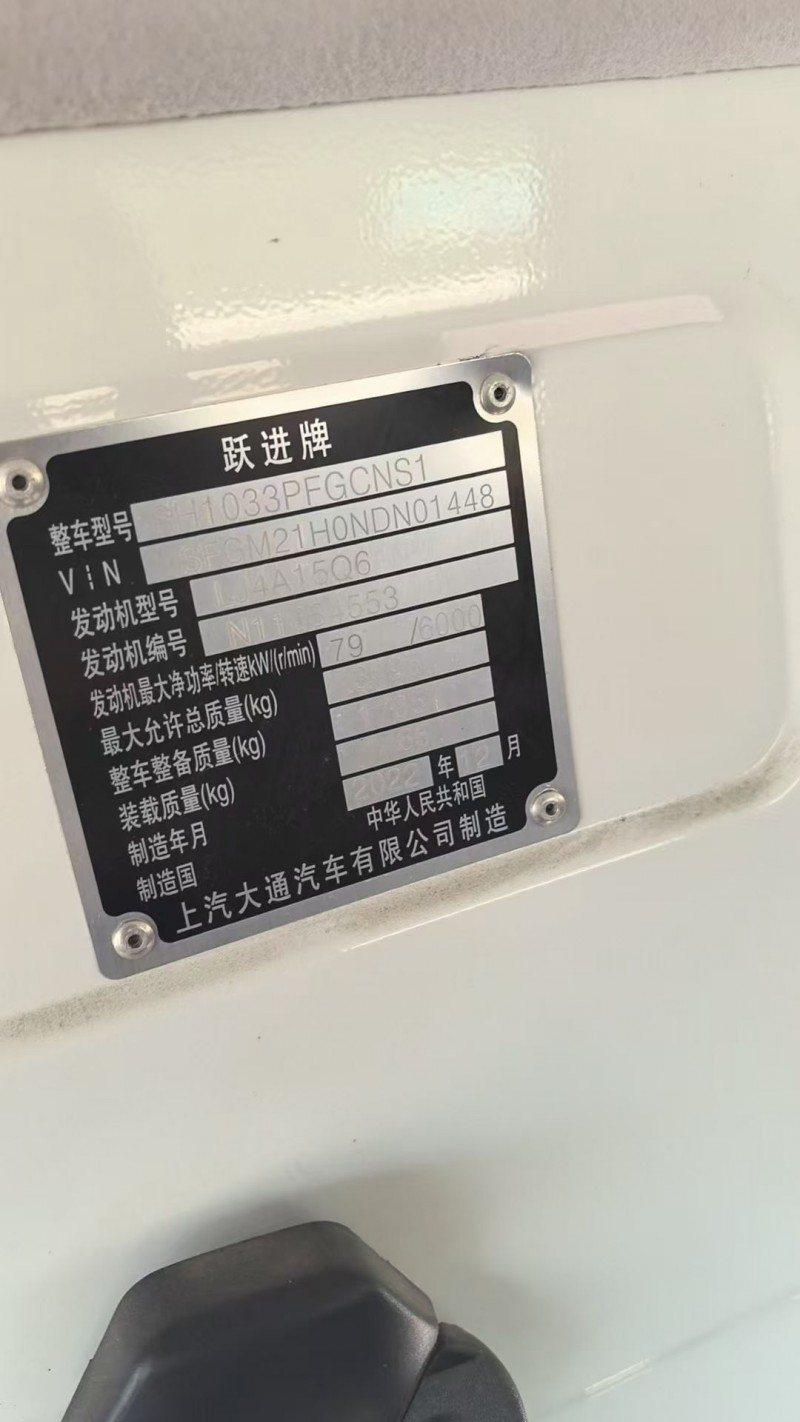 跃进牌
整车型号 H1033PFGCNS1
VIN 5FGM21H0NDN01448
发动机型号 LJ4A15Q6
发动机编号
发动机最大净功率/转速kW/(r/min) 79 /6000
最大允许总质量(kg)
整车整备质量(kg)
装载质量(kg)
制造年月 2022 年 12 月
制造国 中华人民共和国
上汽大通汽车有限公司制造